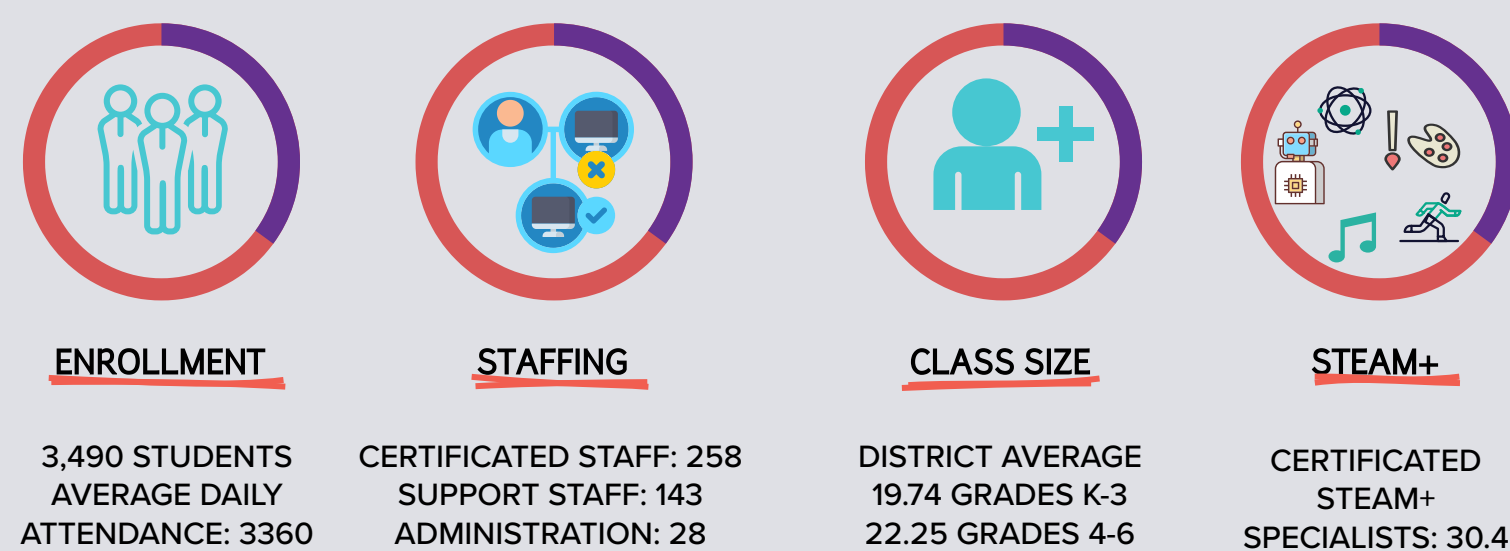 ENROLLMENT
3,490 STUDENTS
AVERAGE DAILY
ATTENDANCE: 3360
STAFFING
CERTIFICATED STAFF: 258
SUPPORT STAFF: 143
ADMINISTRATION: 28
CLASS SIZE
DISTRICT AVERAGE
19.74 GRADES K-3
22.25 GRADES 4-6
STEAM+
CERTIFICATED
STEAM+
SPECIALISTS: 30.4